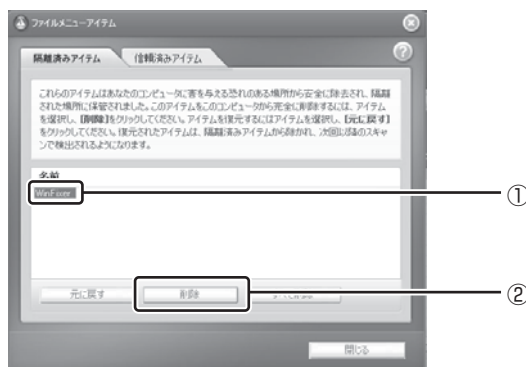 ファイルメニューアイテム
隔離済みアイテム 信頼済みアイテム
これらのアイテムはあなたのコンピュータに害を与える恐れのある場所から安全に除去され、隔離
された場所に保管されました。このアイテムをこのコンピュータから完全に削除するには、アイテム
を選択し、[削除]をクリックしてください。アイテムを復元するにはアイテムを選択し、[元に戻す]
をクリックしてください。復元されたアイテムは、隔離済みアイテムから除かれ、次回以降のスキャ
ンで検出されるようになります。
名前
WinFixer
①
元に戻す 削除
②
閉じる